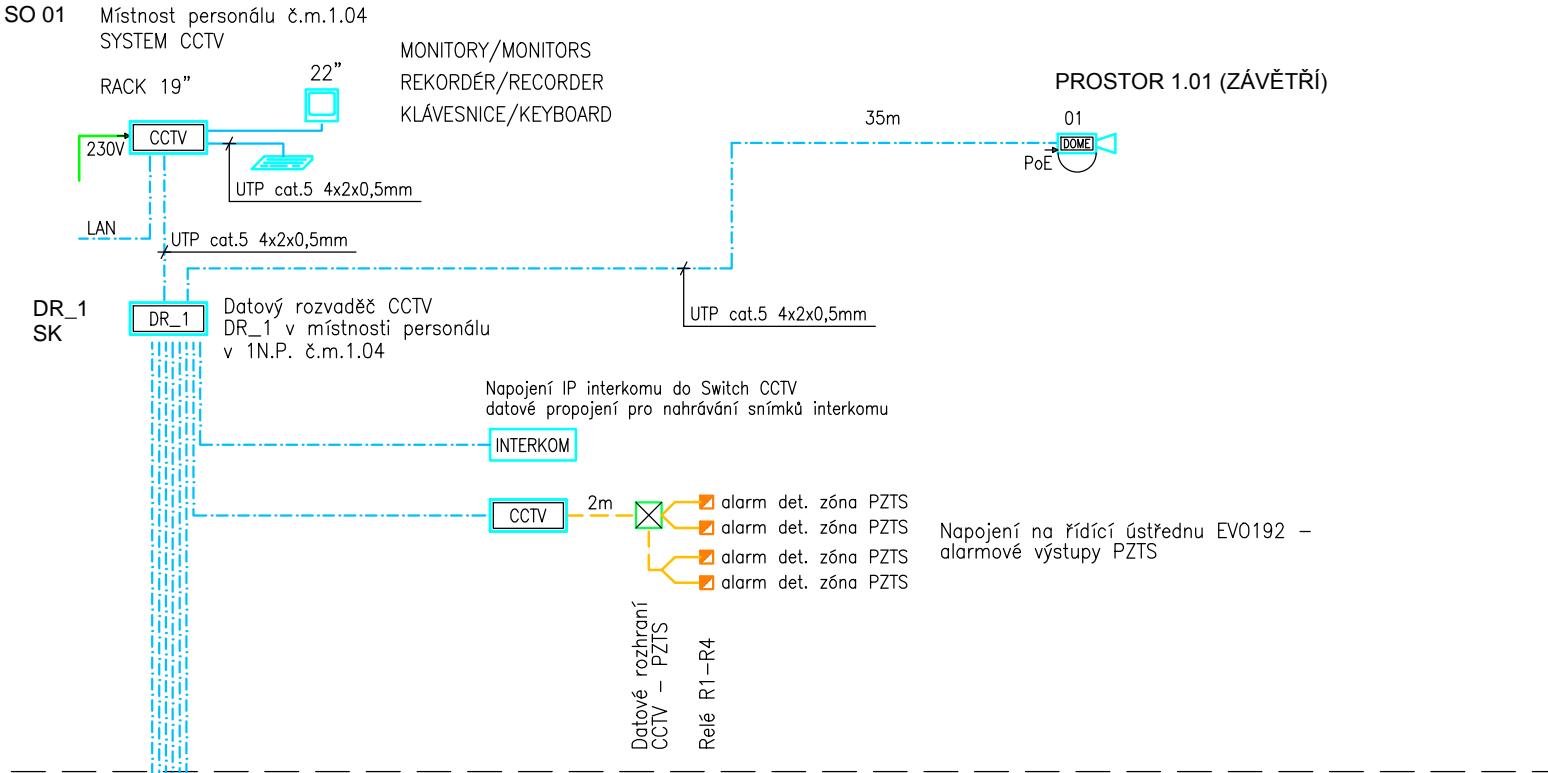 SO 01
Místnost personálu č.m.1.04
SYSTEM CCTV
RACK 19"
22"
MONITORY/MONITORS
REKORDÉR/RECORDER
KLÁVESNICE/KEYBOARD
PROSTOR 1.01 (ZÁVĚTŘÍ)
CCTV
230V
35m
01
DOME
PoE
UTP cat.5 4x2x0,5mm
LAN
UTP cat.5 4x2x0,5mm
DR_1
SK
DR_1
Datový rozvaděč CCTV
DR_1 v místnosti personálu
v 1N.P. č.m.1.04
UTP cat.5 4x2x0,5mm
Napojení IP interkomu do Switch CCTV
datové propojení pro nahrávání snímků interkomu
INTERKOM
CCTV
2m
alarm det. zóna PZTS
alarm det. zóna PZTS
alarm det. zóna PZTS
alarm det. zóna PZTS
Napojení na řídící ústřednu EVO192 –
alarmové výstupy PZTS
Datové rozhraní
CCTV – PZTS
Relé R1–R4